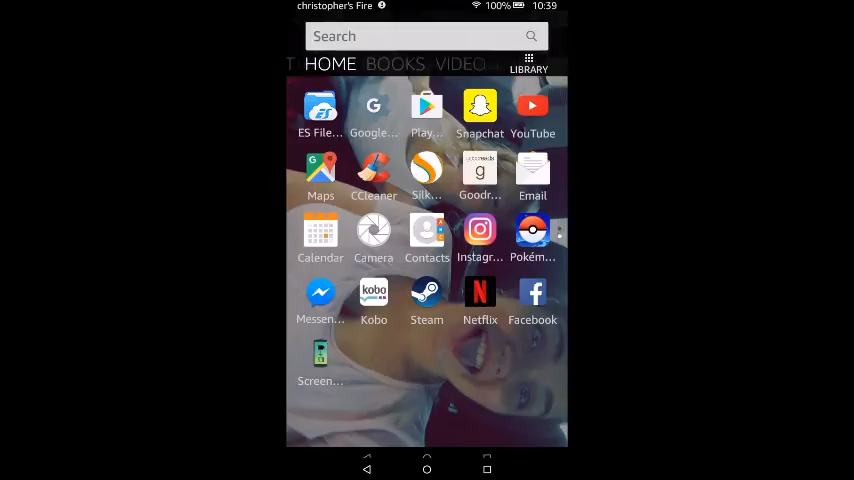 christopher's Fire 3 100% 10:39
Search
T HOME BOOKS VIDEO LIBRARY
ES File... Google... Play... Snapchat YouTube
Maps CCleaner Silk... Goodr... Email
Calendar Camera Contacts Instagr... Pokém...
Messen... Kobo Steam Netflix Facebook
Screen...